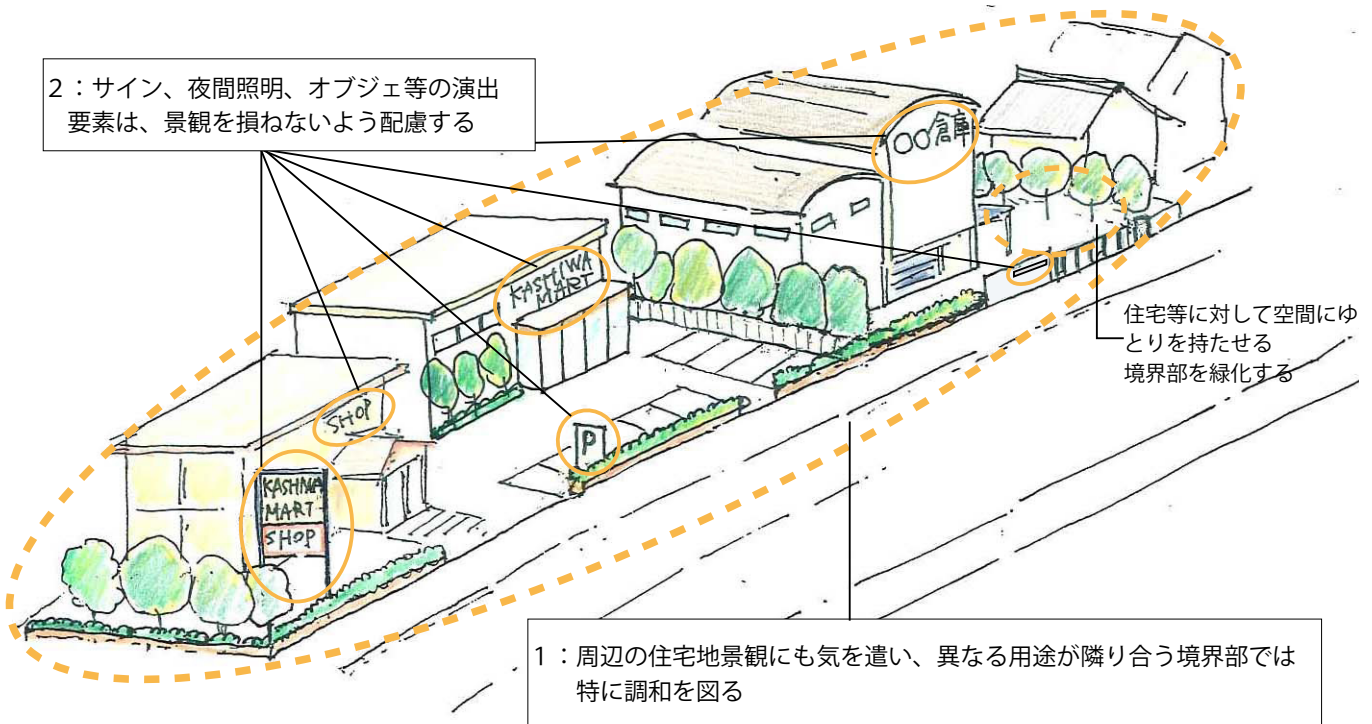 2：サイン、夜間照明、オブジェ等の演出
要素は、景観を損ねないよう配慮する
○○倉庫
KASHIWA
MART
住宅等に対して空間にゆ
とりを持たせる
境界部を緑化する
SHOP
P
KASHIWA
MART
SHOP
1：周辺の住宅地景観にも気を遣い、異なる用途が隣り合う境界部では
特に調和を図る